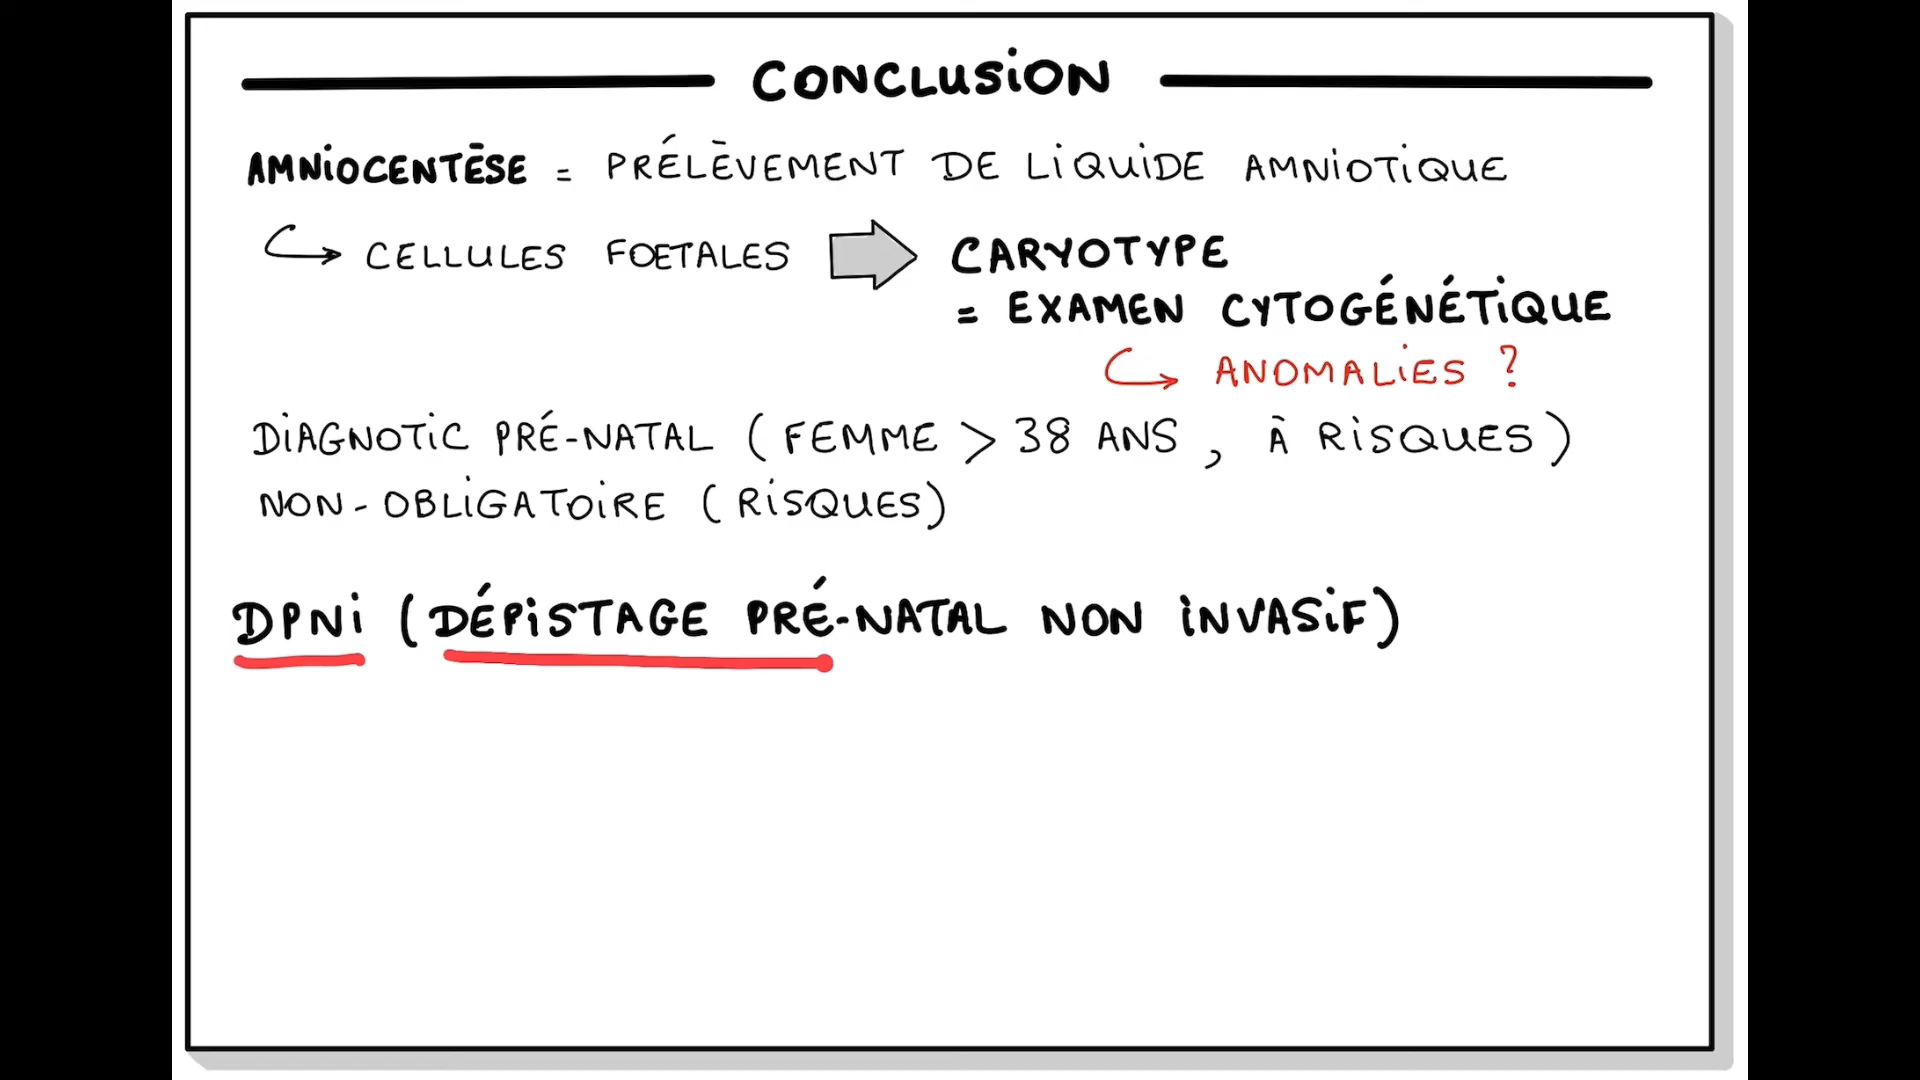 CONCLUSiON
AMNiOCENTÈSE = PRÉLÈVEMENT DE LiQUiDE AMNiOTiQUE
CELLULES FOETALES CARYOTYPE
= EXAMEN CYTOGÉNÉTiQUE
ANOMALiES ?
DiAGNOTiC PRÉ-NATAL (FEMME > 38 ANS, À RiSQUES)
NON-OBLiGATOiRE (RiSQUES)
DPNi (DÉPiSTAGE PRÉ-NATAL NON iNVASiF)